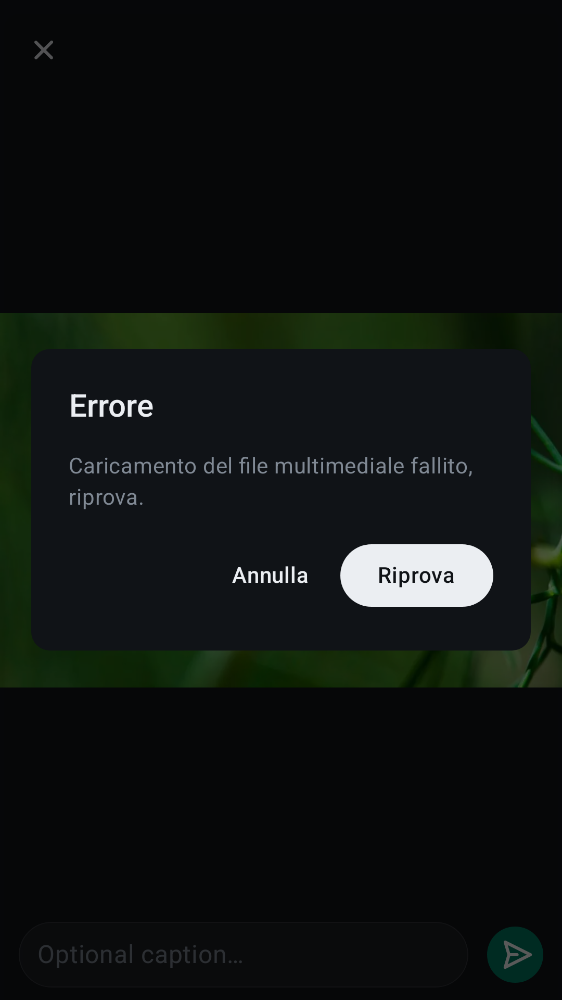 Errore
Caricamento del file multimediale fallito,
riprova.
Annulla
Riprova
Optional caption…